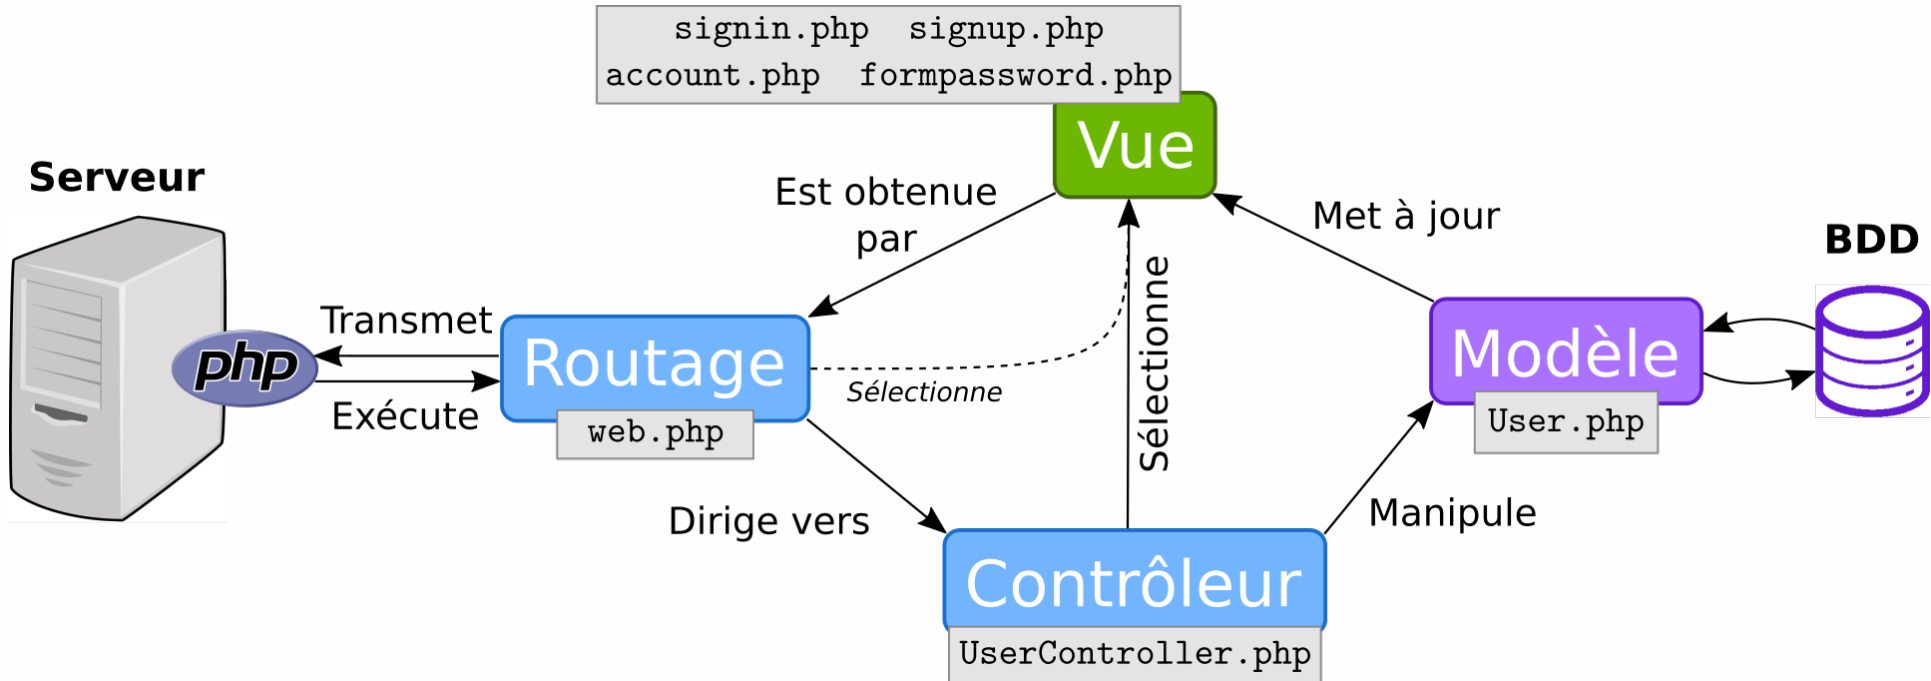 signin.php signup.php
account.php formpassword.php
Vue
Serveur
Est obtenue
par
Met à jour
BDD
Transmet
php
Exécute
Routage
web.php
Sélectionne
Sélectionne
Modèle
User.php
Dirige vers
Manipule
Contrôleur
UserController.php